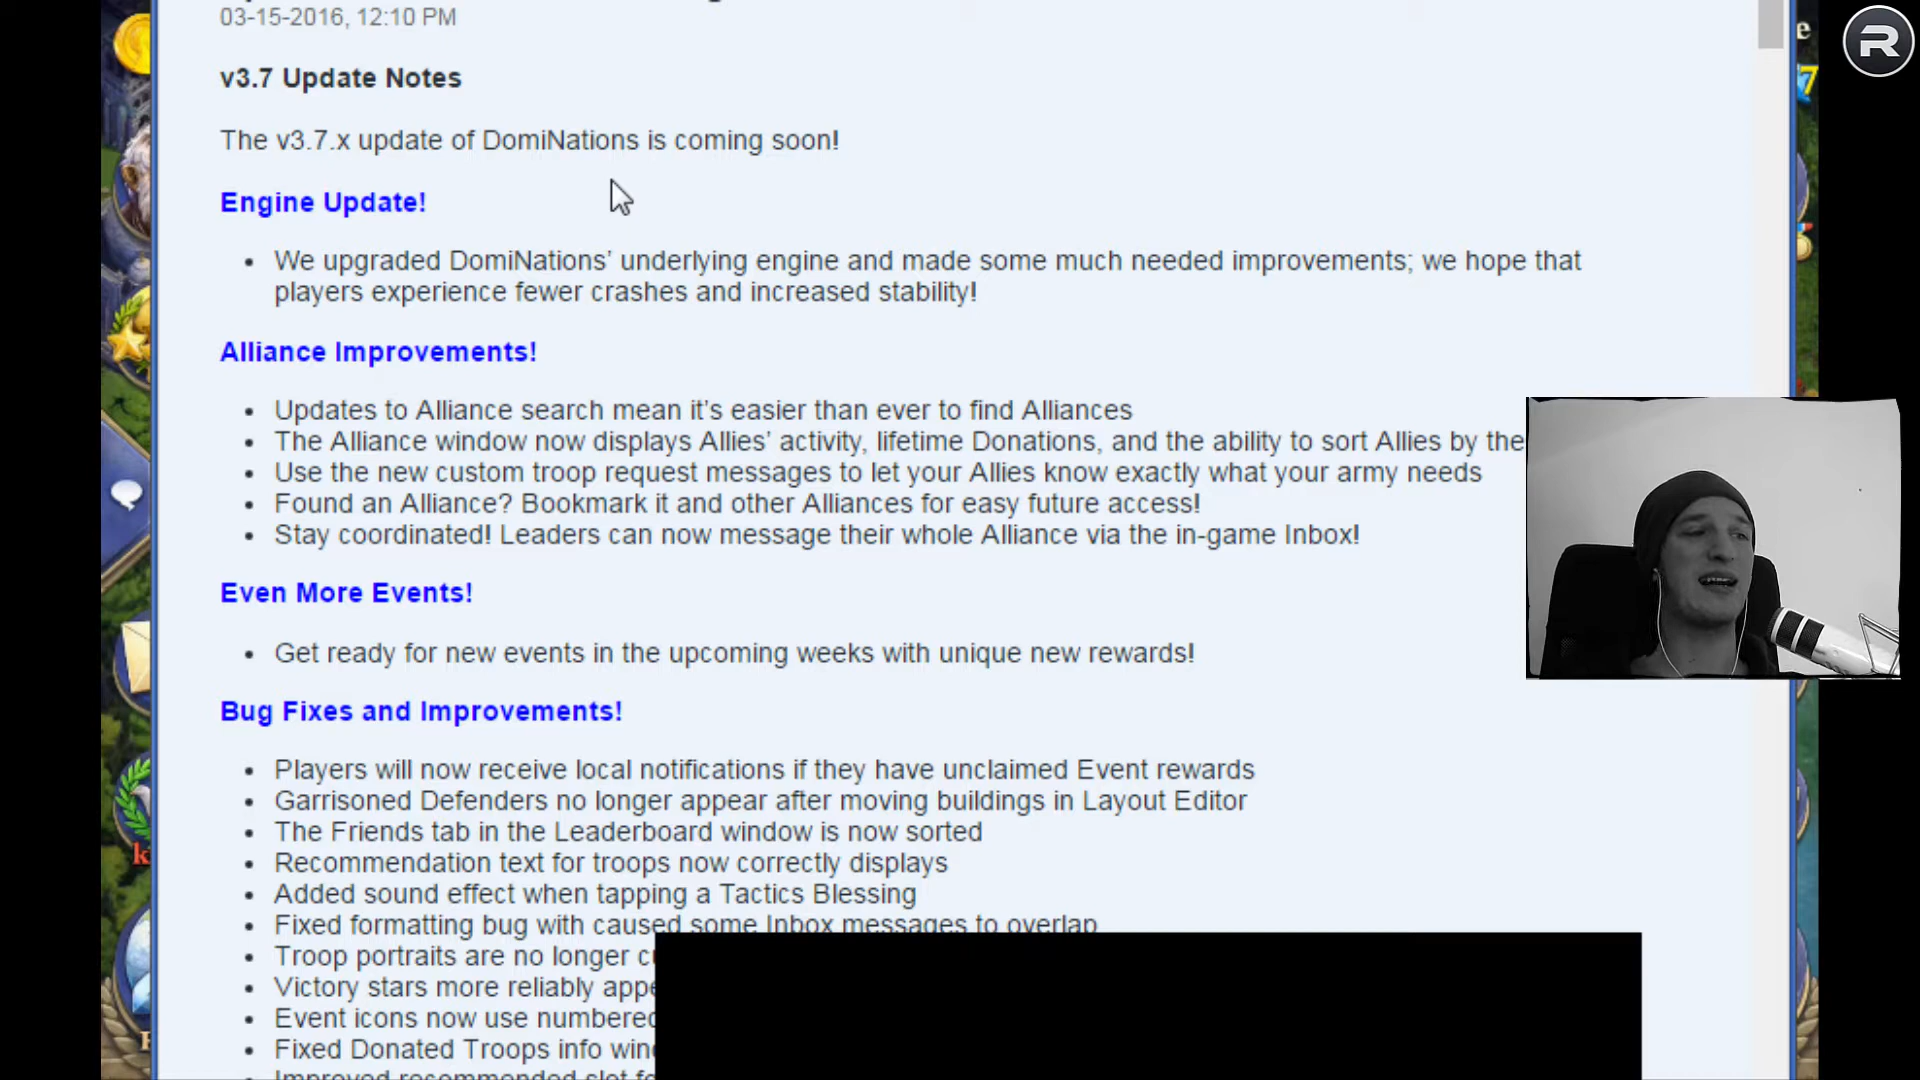 03-15-2016, 12:10 PM
v3.7 Update Notes
The v3.7.x update of DomiNations is coming soon!
Engine Update!
• We upgraded DomiNations’ underlying engine and made some much needed improvements; we hope that
players experience fewer crashes and increased stability!
Alliance Improvements!
• Updates to Alliance search mean it’s easier than ever to find Alliances
• The Alliance window now displays Allies’ activity, lifetime Donations, and the ability to sort Allies by the
• Use the new custom troop request messages to let your Allies know exactly what your army needs
• Found an Alliance? Bookmark it and other Alliances for easy future access!
• Stay coordinated! Leaders can now message their whole Alliance via the in-game Inbox!
Even More Events!
• Get ready for new events in the upcoming weeks with unique new rewards!
Bug Fixes and Improvements!
• Players will now receive local notifications if they have unclaimed Event rewards
• Garrisoned Defenders no longer appear after moving buildings in Layout Editor
• The Friends tab in the Leaderboard window is now sorted
• Recommendation text for troops now correctly displays
• Added sound effect when tapping a Tactics Blessing
• Fixed formatting bug with caused some Inbox messages to overlap
• Troop portraits are no longer
• Victory stars more reliably
• Event icons now use numbered
• Fixed Donated Troops info
Improved recommended slot